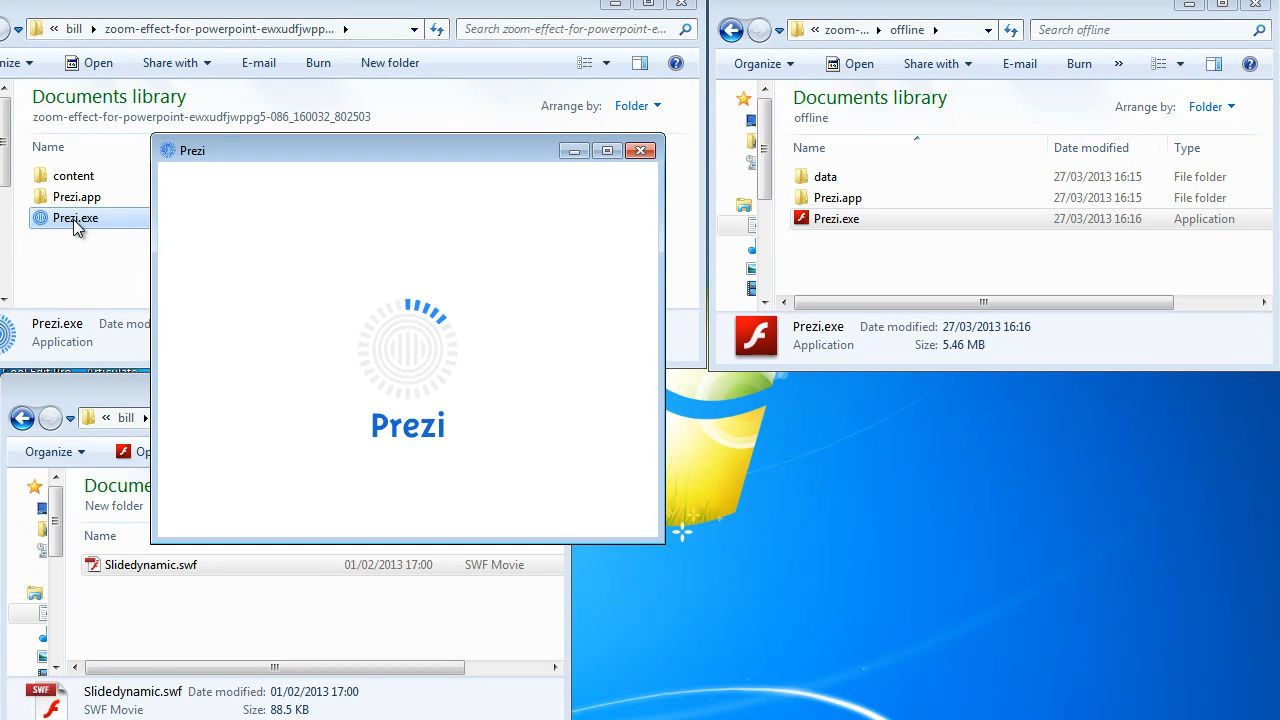 bill zoom-effect-for-powerpoint-ewxudfjwppg... Search zoom-effect-for-powerpoint-e...
nize Open Share with E-mail Burn New folder
Documents library
zoom-effect-for-powerpoint-ewxudfjwppg5-086_160032_802503
Arrange by: Folder
Name
content
Prezi.app
Prezi.exe
Prezi.exe Date mod
Application
Prezi
Prezi
zoom-... offline Search offline
Organize Open Share with E-mail Burn »
Documents library
offline
Arrange by: Folder
Name Date modified Type
data 27/03/2013 16:15 File folder
Prezi.app 27/03/2013 16:15 File folder
Prezi.exe 27/03/2013 16:16 Application
Prezi.exe Date modified: 27/03/2013 16:16
Application Size: 5.46 MB
bill
Organize Op
Docume
New folder
Name
Slidedynamic.swf 01/02/2013 17:00 SWF Movie
SWF
Slidedynamic.swf Date modified: 01/02/2013 17:00
SWF Movie Size: 88.5 KB